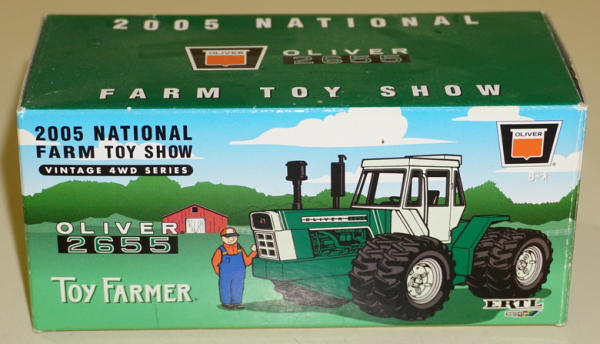 2005 NATIONAL
OLIVER
OLIVER
2655
FARM TOY SHOW
2005 NATIONAL
FARM TOY SHOW
VINTAGE 4WD SERIES
OLIVER
OLIVER
2655
OLIVER
TOY FARMER
ERTL